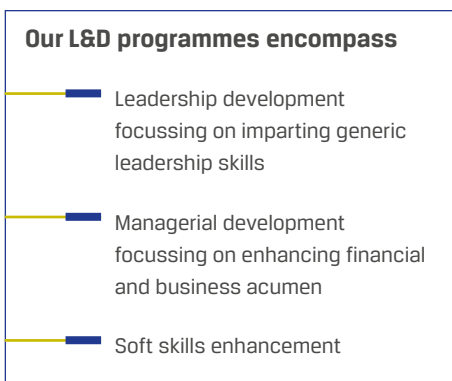 Our L&D programmes encompass
Leadership development
focussing on imparting generic
leadership skills
Managerial development
focussing on enhancing financial
and business acumen
Soft skills enhancement